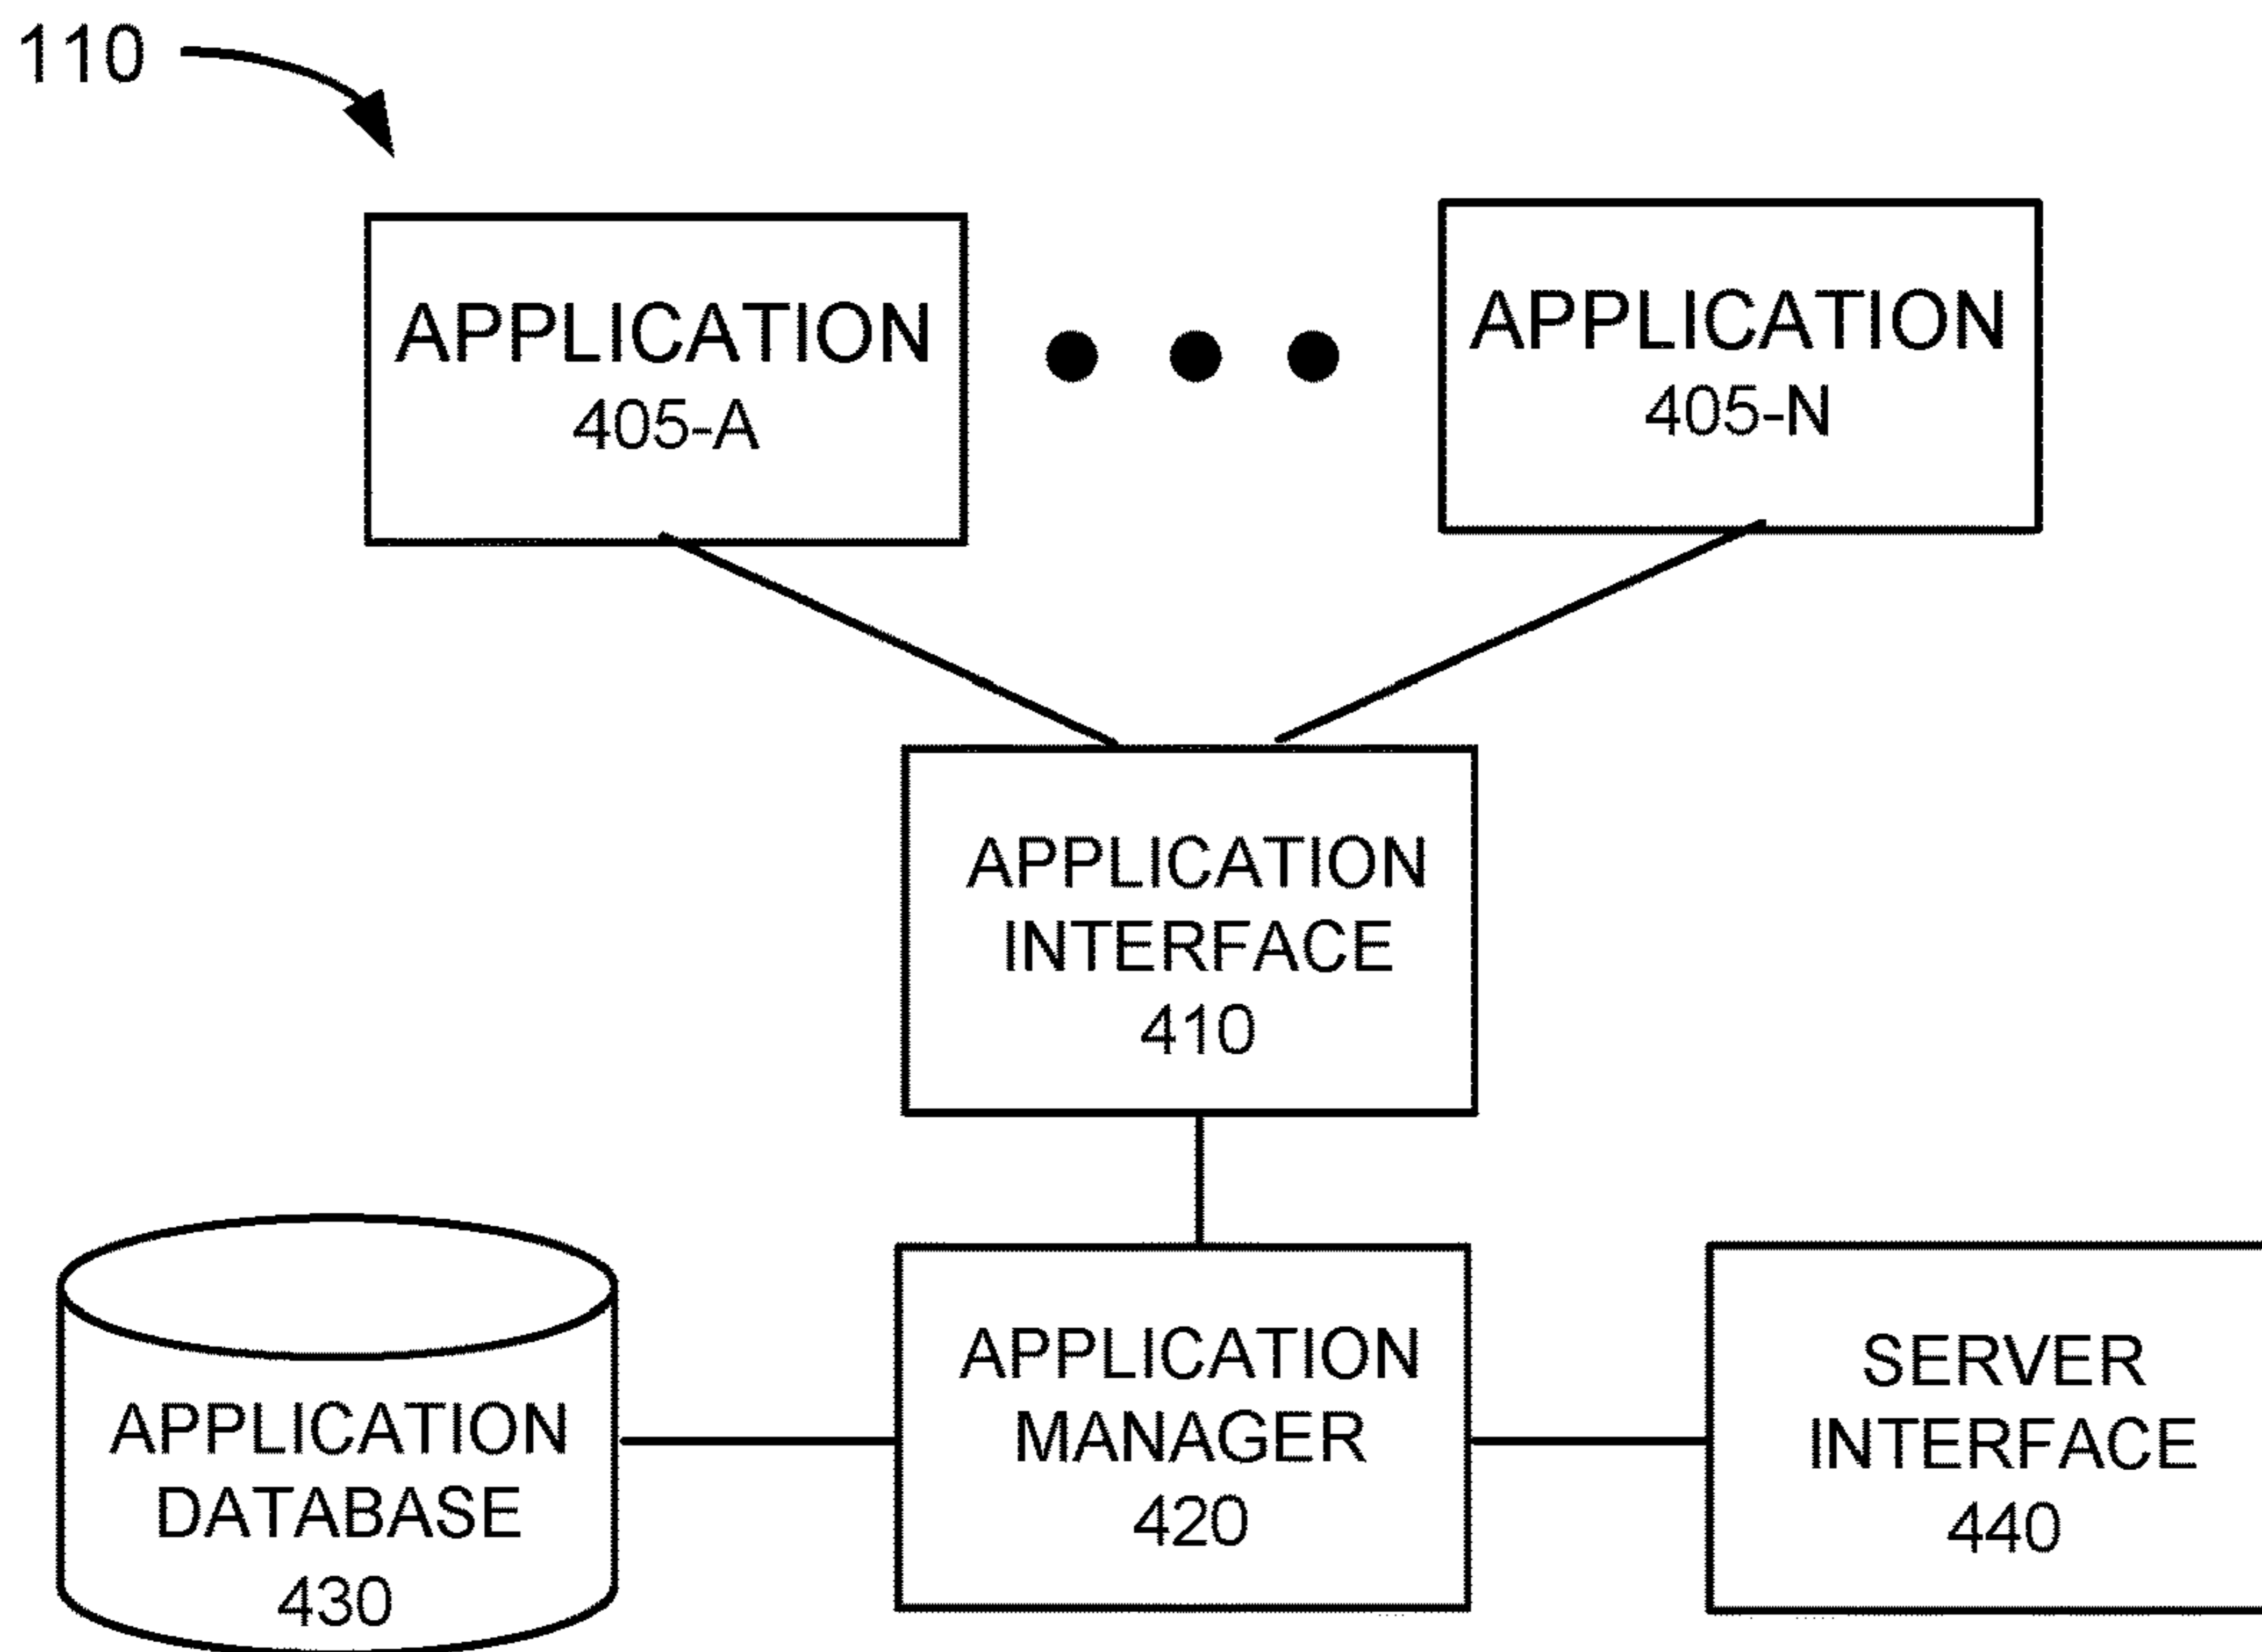 110
APPLICATION
405-A
APPLICATION
405-N
APPLICATION
INTERFACE
410
APPLICATION
DATABASE
430
APPLICATION
MANAGER
420
SERVER
INTERFACE
440